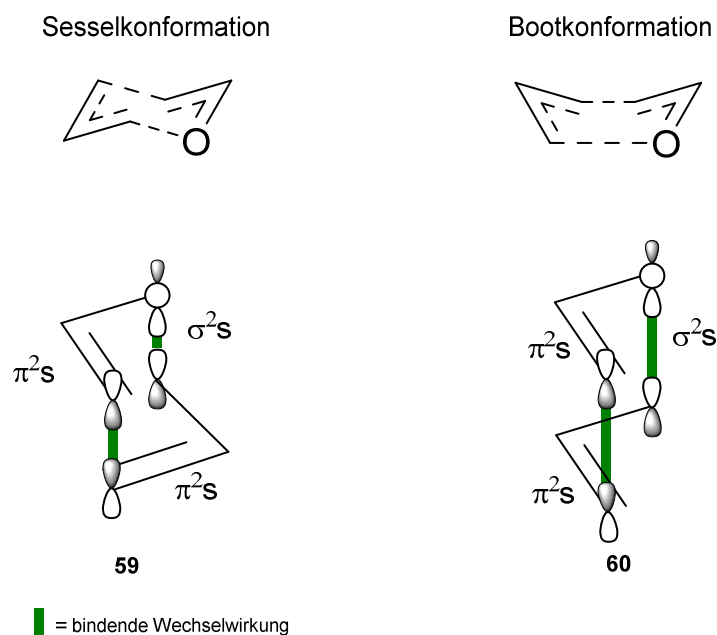 Sesselkonformation
Bootkonformation
O
O
σ²s
π²s
π²s
59
π²s
σ²s
π²s
60
= bindende Wechselwirkung